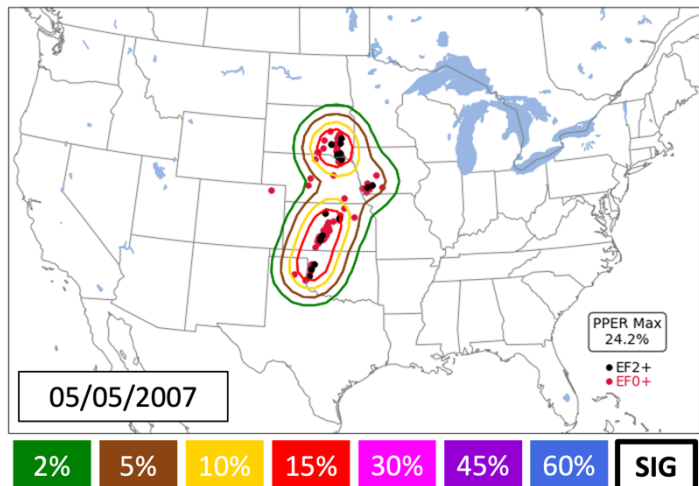 PPER Max
24.2%
EF2+
EF0+
05/05/2007
2% 5% 10% 15% 30% 45% 60% SIG